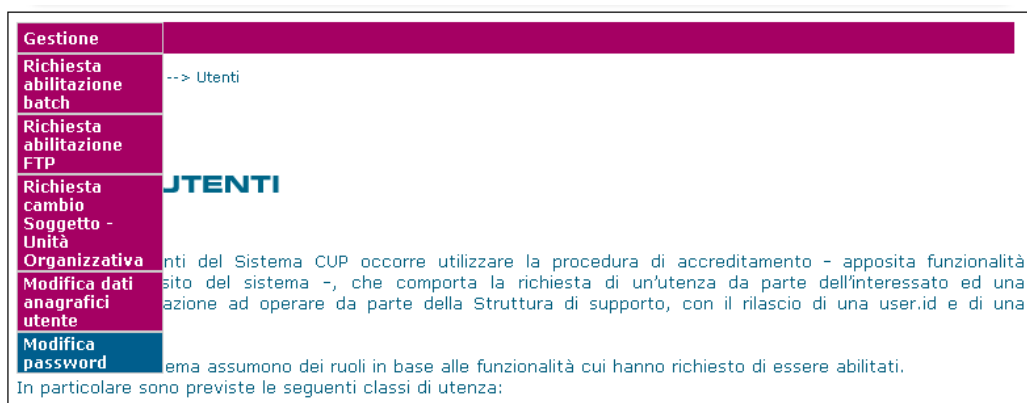 Gestione
Richiesta
abilitazione
batch
--> Utenti
Richiesta
abilitazione
FTP
Richiesta
cambio
Soggetto -
Unità
Organizzativa
UTENTI
Modifica dati
anagrafici
utente
Modifica
password
nti del Sistema CUP occorre utilizzare la procedura di accreditamento - apposita funzionalità
sito del sistema -, che comporta la richiesta di un'utenza da parte dell'interessato ed una
azione ad operare da parte della Struttura di supporto, con il rilascio di una user.id e di una
ema assumono dei ruoli in base alle funzionalità cui hanno richiesto di essere abilitati.
In particolare sono previste le seguenti classi di utenza: